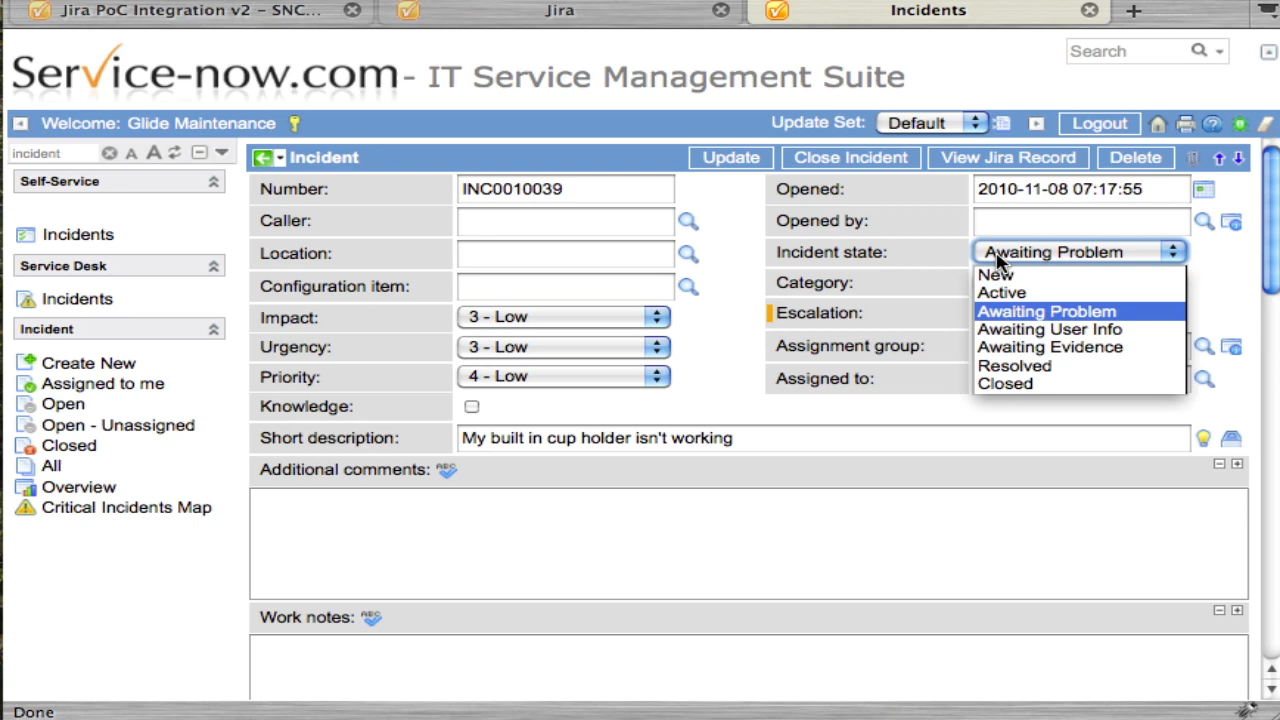 Jira PoC Integration v2 – SNC...
Jira
Incidents
Service-now.com - IT Service Management Suite
Search
Welcome: Glide Maintenance
Update Set:
Default
Logout
incident
A
A
Self-Service
Incidents
Service Desk
Incidents
Incident
Create New
Assigned to me
Open
Open - Unassigned
Closed
All
Overview
Critical Incidents Map
Incident
Update
Close Incident
View Jira Record
Delete
Number:
INC0010039
Caller:
Location:
Configuration item:
Impact:
3 - Low
Urgency:
3 - Low
Priority:
4 - Low
Knowledge:
Opened:
2010-11-08 07:17:55
Opened by:
Incident state:
Awaiting Problem
New
Active
Awaiting Problem
Awaiting User Info
Awaiting Evidence
Resolved
Closed
Category:
Escalation:
Assignment group:
Assigned to:
Short description:
My built in cup holder isn't working
Additional comments:
ABC
Work notes:
ABC
Done